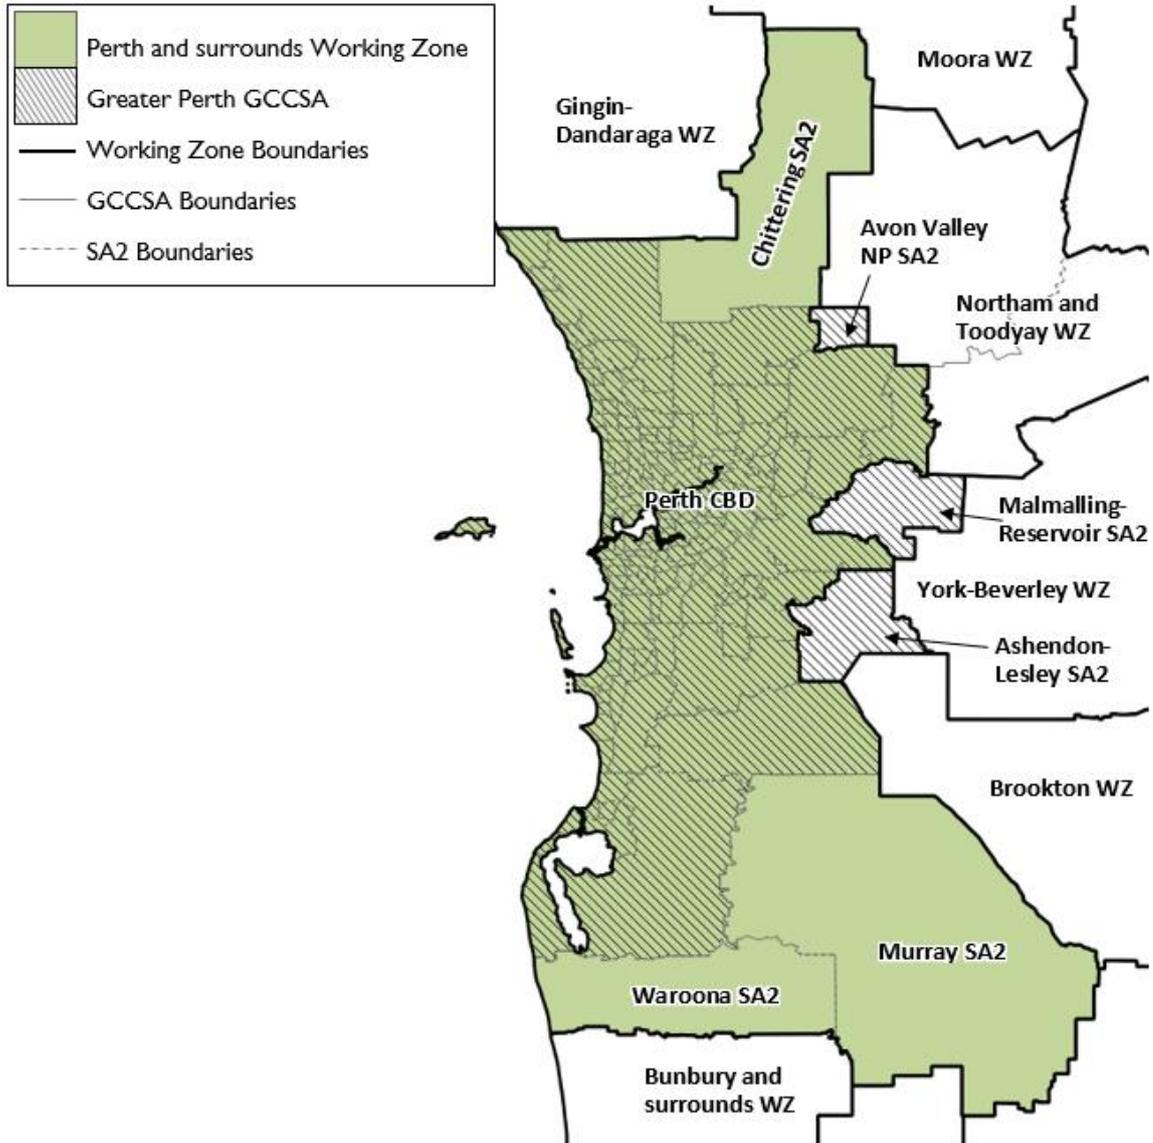 Perth and surrounds Working Zone
Greater Perth GCCSA
Working Zone Boundaries
GCCSA Boundaries
SA2 Boundaries
Moora WZ
Gingin-
Dandaraga WZ
Chittering SA2
Avon Valley
NP SA2
Northam and
Toodyay WZ
Perth CBD
Malmalling-
Reservoir SA2
York-Beverley WZ
Ashendon-
Lesley SA2
Brookton WZ
Murray SA2
Waroona SA2
Bunbury and
surrounds WZ